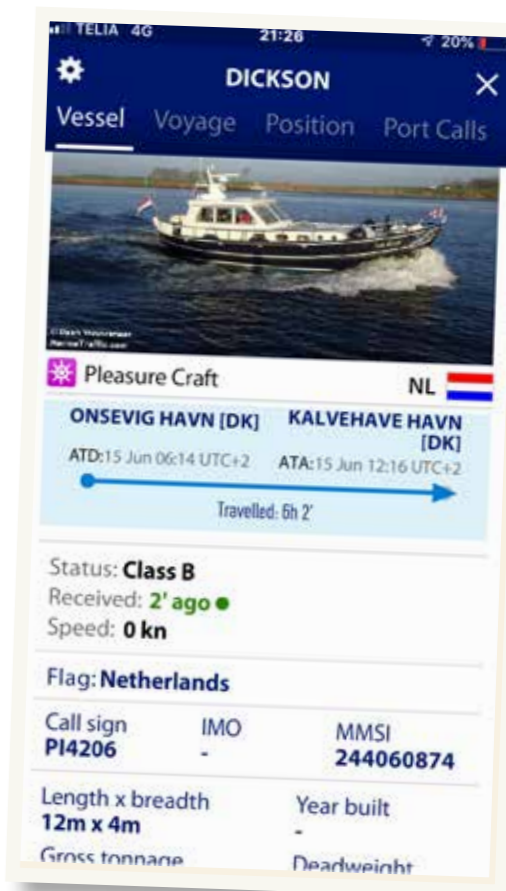 TELIA 4G 21:26 20%
DICKSON
Vessel Voyage Position Port Calls
MarineTraffic.com
Pleasure Craft NL
ONSEVIG HAVN [DK] KALVEHAVE HAVN [DK]
ATD:15 Jun 06:14 UTC+2 ATA:15 Jun 12:16 UTC+2
Travelled: 6h 2'
Status: Class B
Received: 2' ago
Speed: 0 kn
Flag: Netherlands
Call sign IMO MMSI
PI4206 - 244060874
Length x breadth Year built
12m x 4m -
Gross tonnage Deadweight